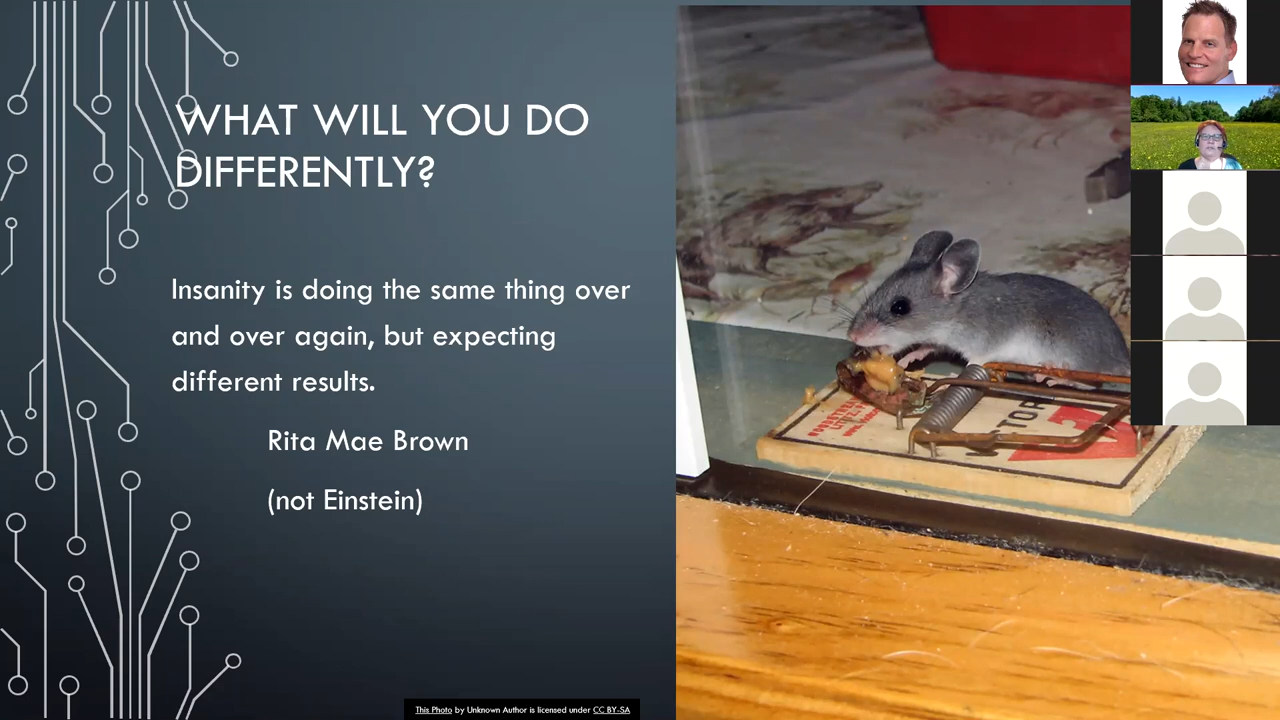 WHAT WILL YOU DO
DIFFERENTLY?
Insanity is doing the same thing over
and over again, but expecting
different results.
Rita Mae Brown
(not Einstein)
This Photo by Unknown Author is licensed under CC BY-SA